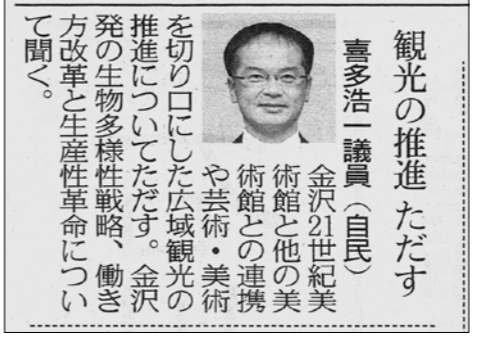 観光の推進 ただす
喜多浩一議員（自民）
金沢21世紀美
術館と他の美
術館との連携
や芸術・美術
を切り口にした広域観光の
推進についてただす。金沢
発の生物多様性戦略、働き
方改革と生産性革命につい
て聞く。